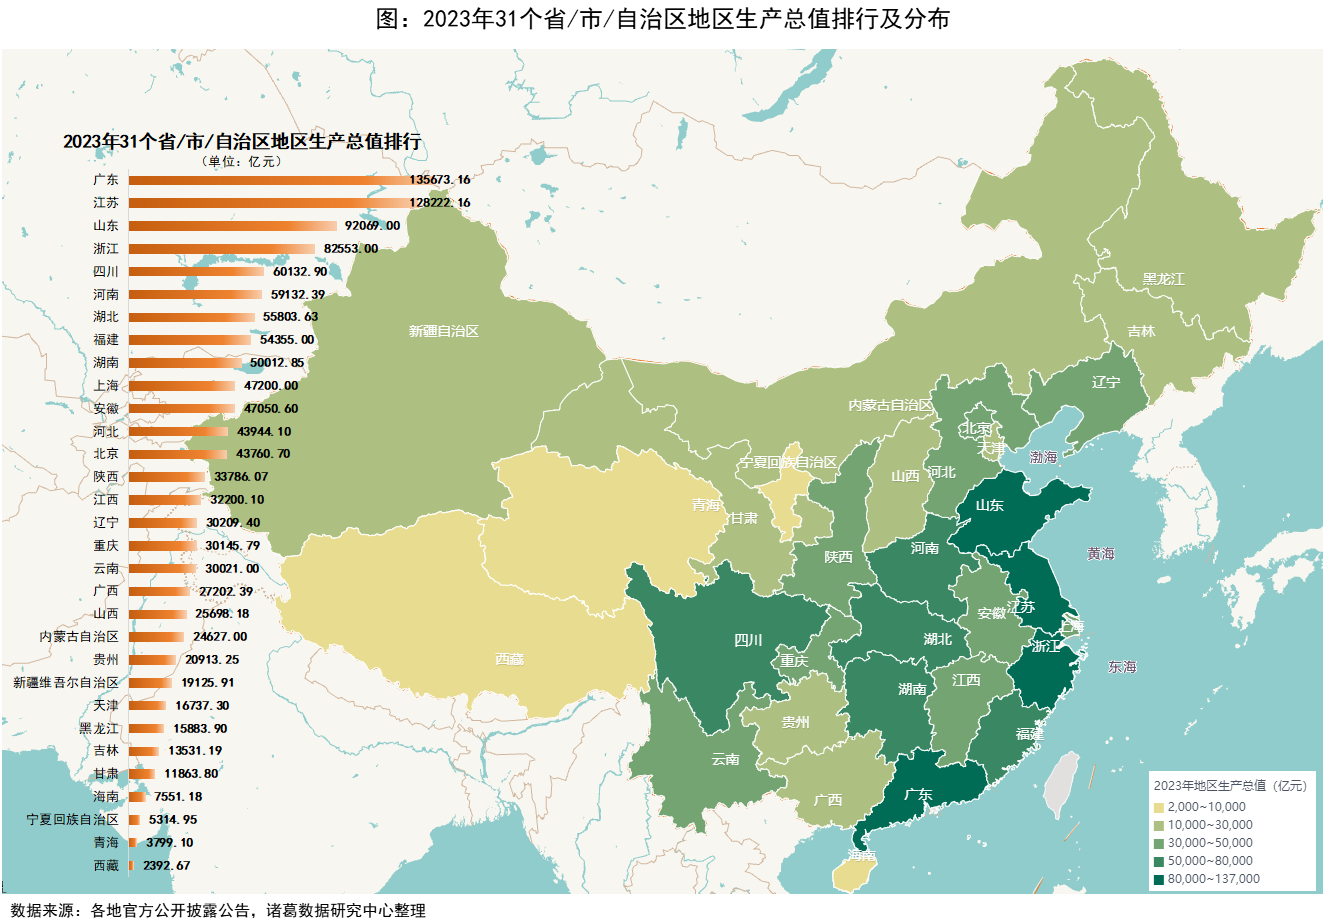 图：2023年31个省/市/自治区地区生产总值排行及分布
2023年31个省/市/自治区地区生产总值排行
（单位：亿元）
广东 135673.16
江苏 128222.16
山东 92069.00
浙江 82553.00
四川 60132.90
河南 59132.39
湖北 55803.63
福建 54355.00
湖南 50012.85
上海 47200.00
安徽 47050.60
河北 43944.10
北京 43760.70
陕西 33786.07
江西 32200.10
辽宁 30209.40
重庆 30145.79
云南 30021.00
广西 27202.39
山西 25698.18
内蒙古自治区 24627.00
贵州 20913.25
新疆维吾尔自治区 19125.91
天津 16737.30
黑龙江 15883.90
吉林 13531.19
甘肃 11863.80
海南 7551.18
宁夏回族自治区 5314.95
青海 3799.10
西藏 2392.67
黑龙江
吉林
新疆自治区
辽宁
内蒙古自治区
北京
天津
渤海
宁夏回族自治区
山西
河北
青海
甘肃
山东
河南
黄海
陕西
安徽
江苏
上海
四川
湖北
浙江
重庆
西藏
东海
江西
湖南
贵州
福建
云南
广西
广东
海南
2023年地区生产总值（亿元）
2,000~10,000
10,000~30,000
30,000~50,000
50,000~80,000
80,000~137,000
数据来源：各地官方公开披露公告，诸葛数据研究中心整理